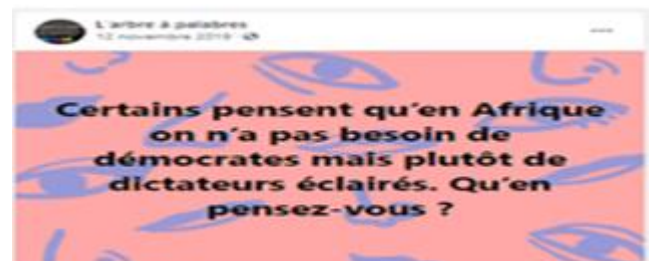 L'arbre à palabres
12 novembre 2019
Certains pensent qu'en Afrique
on n'a pas besoin de
démocrates mais plutôt de
dictateurs éclairés. Qu'en
pensez-vous ?